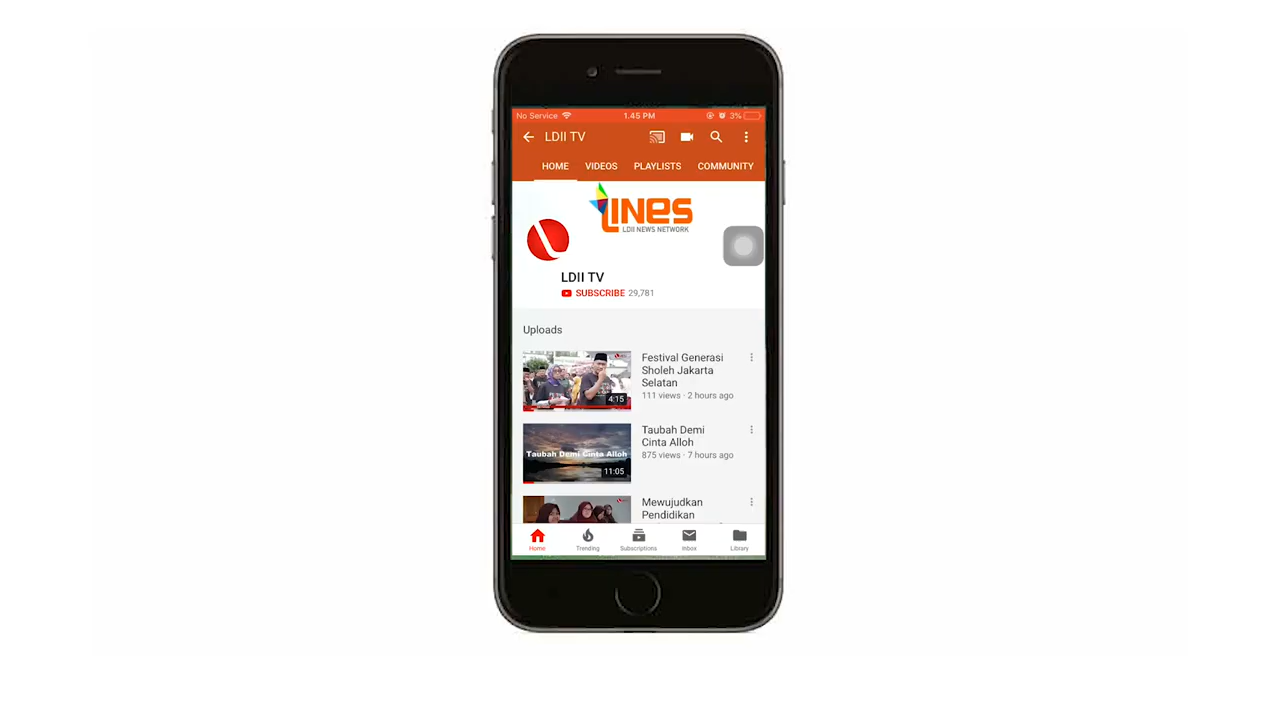 No Service 1.45 PM 3%
LDII TV
HOME VIDEOS PLAYLISTS COMMUNITY
LINES
LDII NEWS NETWORK
LDII TV
SUBSCRIBE 29,781
Uploads
Festival Generasi
Sholeh Jakarta
Selatan
111 views · 2 hours ago
4:15
Taubah Demi
Cinta Alloh
875 views · 7 hours ago
Taubah Demi Cinta Alloh
11:05
Mewujudkan
Pendidikan
Home Trending Subscriptions Inbox Library